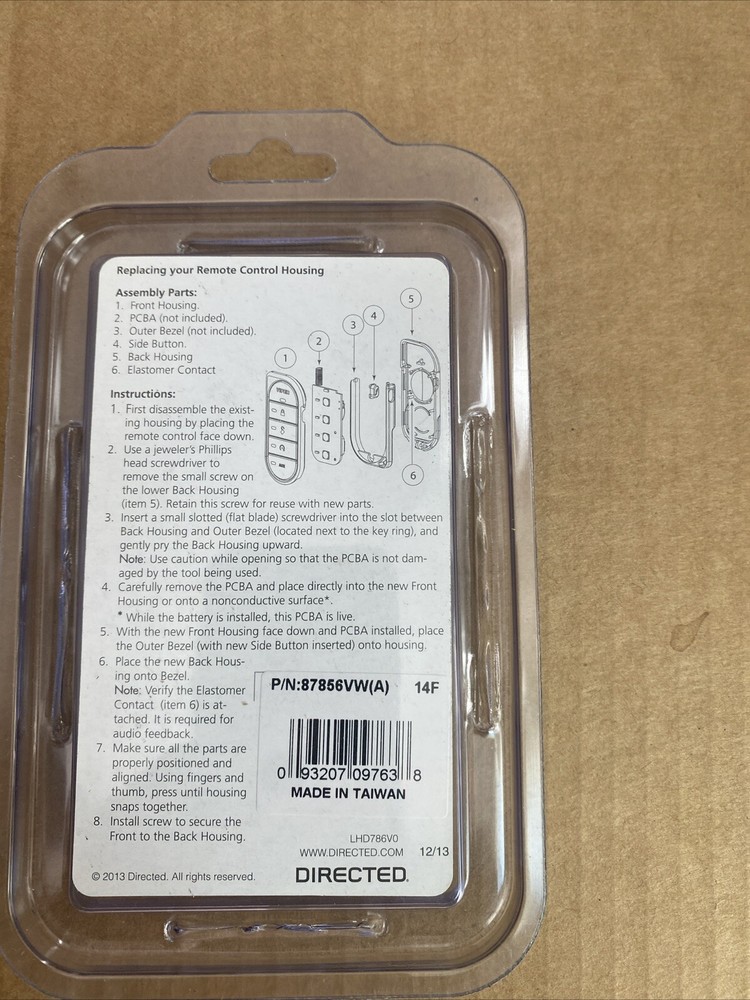 Replacing your Remote Control Housing
Assembly Parts:
1. Front Housing.
2. PCBA (not included).
3. Outer Bezel (not included).
4. Side Button.
5. Back Housing
6. Elastomer Contact
1
2
3
4
5
6
Instructions:
1. First disassemble the exist-
ing housing by placing the
remote control face down.
2. Use a jeweler's Phillips
head screwdriver to
remove the small screw on
the lower Back Housing
(item 5). Retain this screw for reuse with new parts.
3. Insert a small slotted (flat blade) screwdriver into the slot between
Back Housing and Outer Bezel (located next to the key ring), and
gently pry the Back Housing upward.
Note: Use caution while opening so that the PCBA is not dam-
aged by the tool being used.
4. Carefully remove the PCBA and place directly into the new Front
Housing or onto a nonconductive surface*.
* While the battery is installed, this PCBA is live.
5. With the new Front Housing face down and PCBA installed, place
the Outer Bezel (with new Side Button inserted) onto housing.
6. Place the new Back Hous-
ing onto Bezel.
Note: Verify the Elastomer
Contact (item 6) is at-
tached. It is required for
audio feedback.
7. Make sure all the parts are
properly positioned and
aligned. Using fingers and
thumb, press until housing
snaps together.
8. Install screw to secure the
Front to the Back Housing.
P/N:87856VW(A) 14F
0 93207 09763 8
MADE IN TAIWAN
LHD786V0
WWW.DIRECTED.COM 12/13
© 2013 Directed. All rights reserved. DIRECTED.